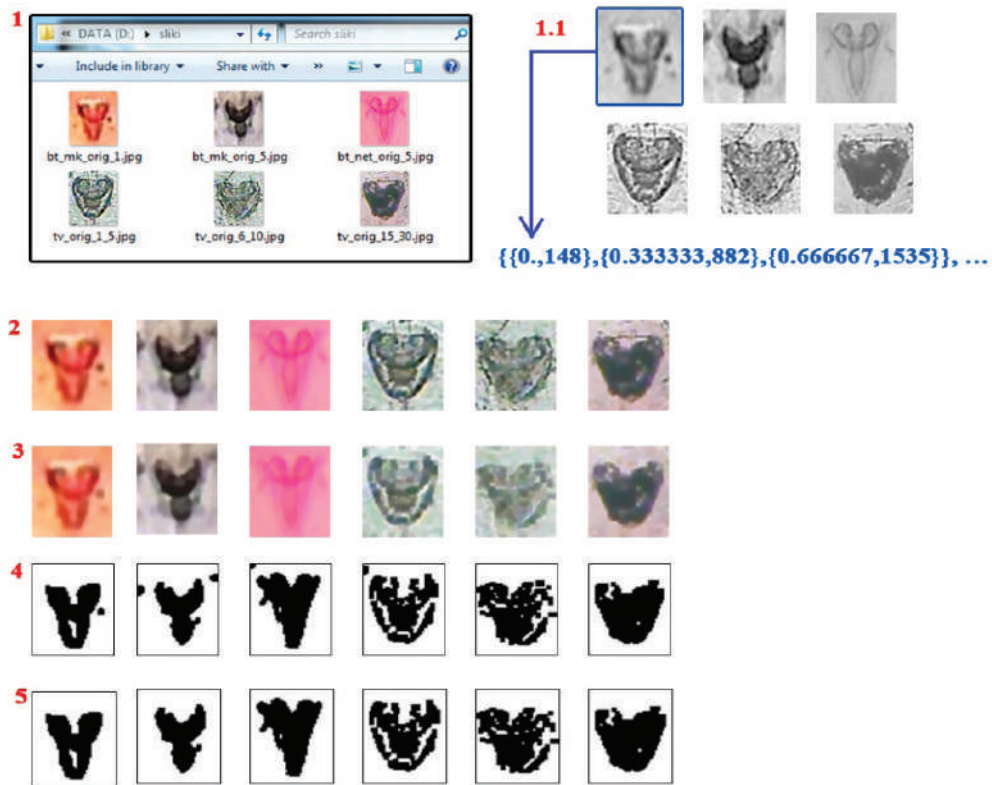 1
« DATA (D:) ▸ sliki
Search sliki
Include in library
Share with
»
bt_mk_orig_1.jpg
bt_mk_orig_5.jpg
bt_net_orig_5.jpg
tv_orig_1_5.jpg
tv_orig_6_10.jpg
tv_orig_15_30.jpg
1.1
{{0.,148},{0.333333,882},{0.666667,1535}}, ...
2
3
4
5